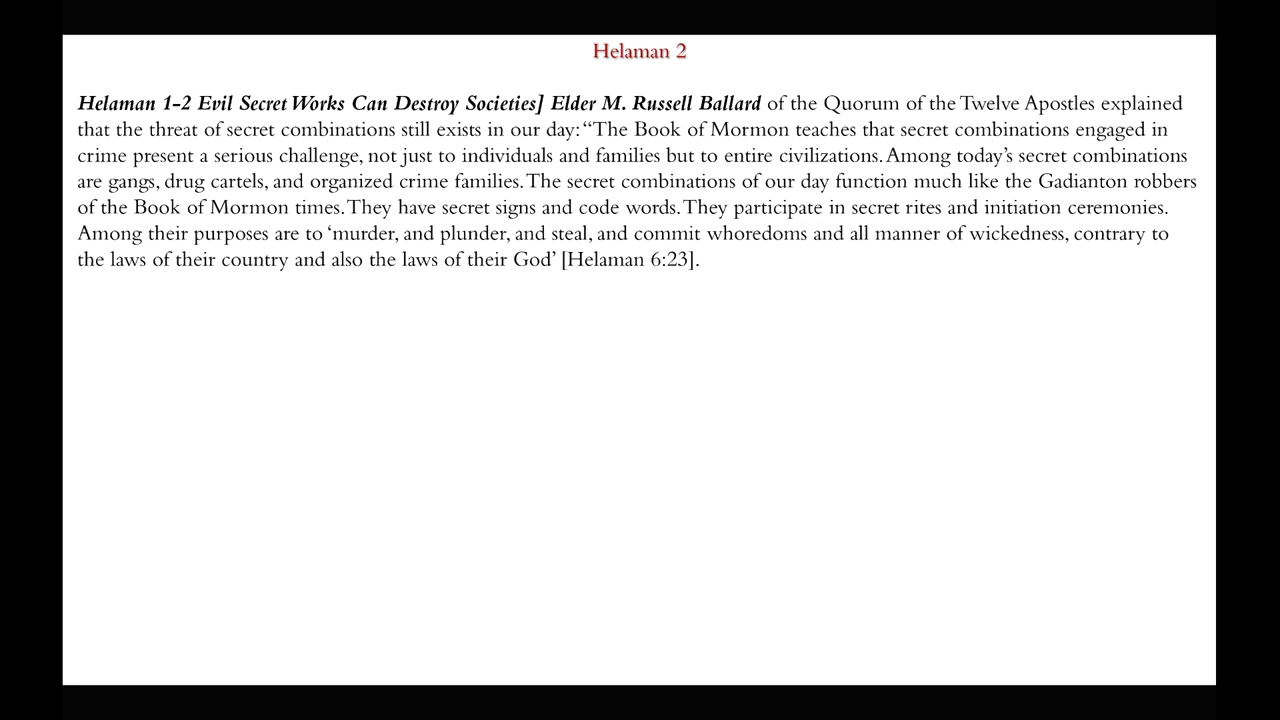 Helaman 2
Helaman 1-2 Evil Secret Works Can Destroy Societies] Elder M. Russell Ballard of the Quorum of the Twelve Apostles explained
that the threat of secret combinations still exists in our day: “The Book of Mormon teaches that secret combinations engaged in
crime present a serious challenge, not just to individuals and families but to entire civilizations. Among today’s secret combinations
are gangs, drug cartels, and organized crime families. The secret combinations of our day function much like the Gadianton robbers
of the Book of Mormon times. They have secret signs and code words. They participate in secret rites and initiation ceremonies.
Among their purposes are to ‘murder, and plunder, and steal, and commit whoredoms and all manner of wickedness, contrary to
the laws of their country and also the laws of their God’ [Helaman 6:23].